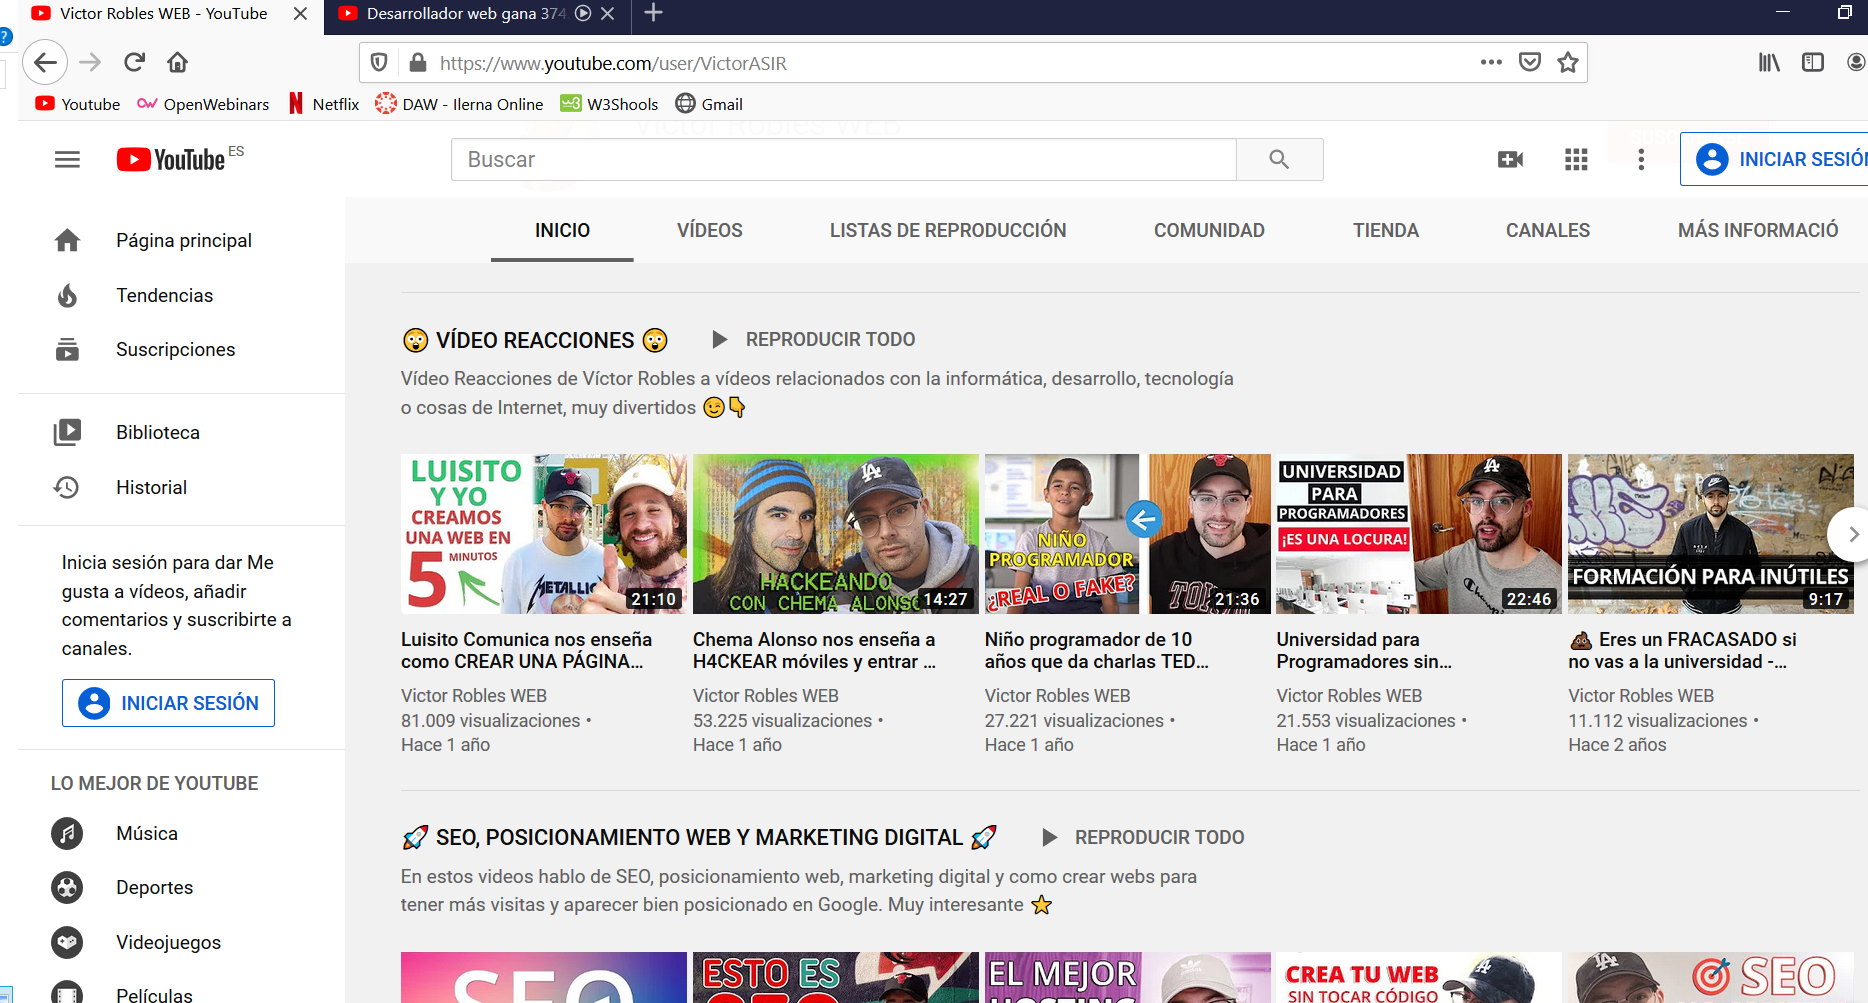 Victor Robles WEB - YouTube
Desarrollador web gana 374
https://www.youtube.com/user/VictorASIR
Youtube
OpenWebinars
Netflix
DAW - Ilerna Online
W3Shools
Gmail
Victor Robles WEB
YouTube ES
Buscar
INICIAR SESIÓN
INICIO
VÍDEOS
LISTAS DE REPRODUCCIÓN
COMUNIDAD
TIENDA
CANALES
MÁS INFORMACIÓ
Página principal
Tendencias
Suscripciones
Biblioteca
Historial
Inicia sesión para dar Me
gusta a vídeos, añadir
comentarios y suscribirte a
canales.
INICIAR SESIÓN
LO MEJOR DE YOUTUBE
Música
Deportes
Videojuegos
Películas
😲 VÍDEO REACCIONES 😲
REPRODUCIR TODO
Vídeo Reacciones de Víctor Robles a vídeos relacionados con la informática, desarrollo, tecnología
o cosas de Internet, muy divertidos 😉👇
LUISITO
Y YO
CREAMOS
UNA WEB EN
5 MINUTOS
METALLIC
21:10
HACKEANDO
CON CHEMA ALONSO
14:27
NIÑO
PROGRAMADOR
¿REAL O FAKE?
21:36
UNIVERSIDAD
PARA
PROGRAMADORES
¡ES UNA LOCURA!
22:46
FORMACIÓN PARA INÚTILES
9:17
Luisito Comunica nos enseña
como CREAR UNA PÁGINA...
Victor Robles WEB
81.009 visualizaciones •
Hace 1 año
Chema Alonso nos enseña a
H4CKEAR móviles y entrar ...
Victor Robles WEB
53.225 visualizaciones •
Hace 1 año
Niño programador de 10
años que da charlas TED...
Victor Robles WEB
27.221 visualizaciones •
Hace 1 año
Universidad para
Programadores sin...
Victor Robles WEB
21.553 visualizaciones •
Hace 1 año
💩 Eres un FRACASADO si
no vas a la universidad -...
Victor Robles WEB
11.112 visualizaciones •
Hace 2 años
🚀 SEO, POSICIONAMIENTO WEB Y MARKETING DIGITAL 🚀
REPRODUCIR TODO
En estos videos hablo de SEO, posicionamiento web, marketing digital y como crear webs para
tener más visitas y aparecer bien posicionado en Google. Muy interesante ⭐
SEO
ESTO ES
SEO
EL MEJOR
HOSTING
CREA TU WEB
SIN TOCAR CÓDIGO
SEO